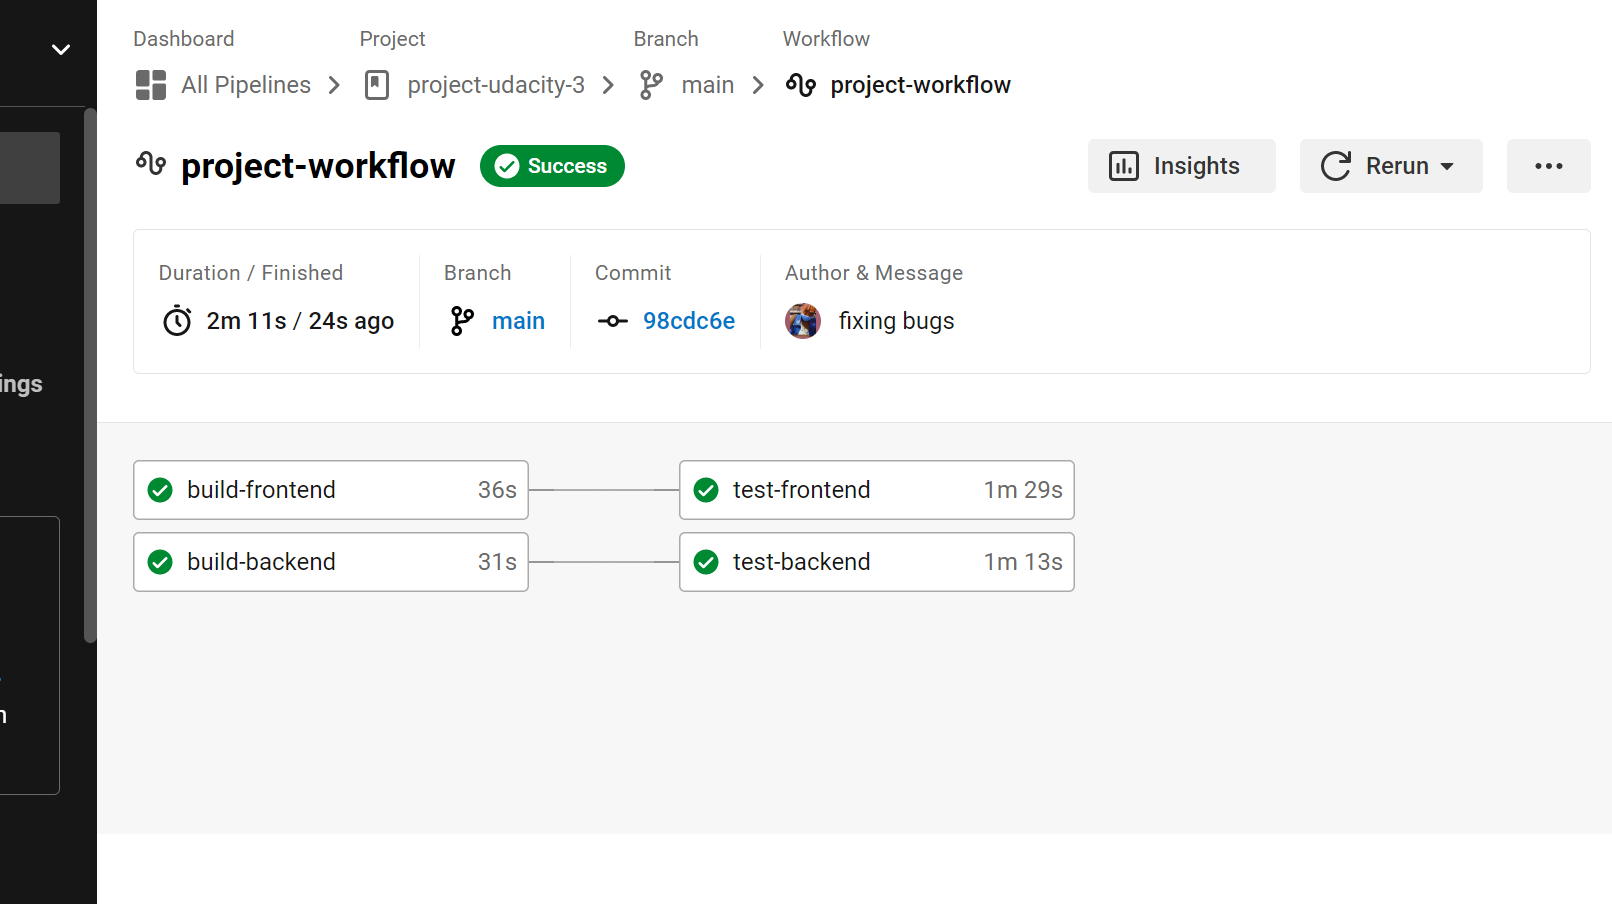 Dashboard Project Branch Workflow
All Pipelines project-udacity-3 main project-workflow
project-workflow Success Insights Rerun
Duration / Finished Branch Commit Author & Message
2m 11s / 24s ago main 98cdc6e fixing bugs
ings
build-frontend 36s test-frontend 1m 29s
build-backend 31s test-backend 1m 13s